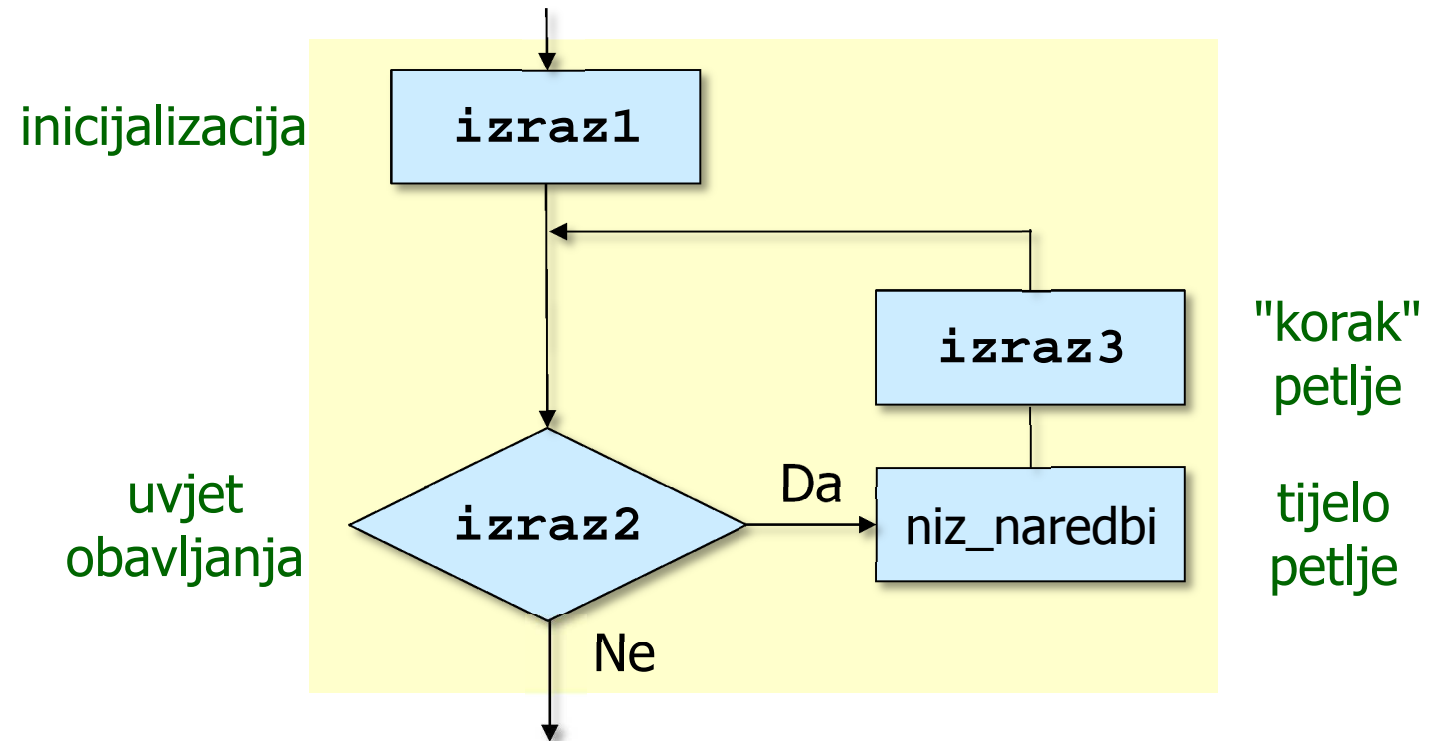 inicijalizacija
izraz1
izraz3
"korak"
petlje
uvjet
obavljanja
izraz2
Da
niz_naredbi
tijelo
petlje
Ne